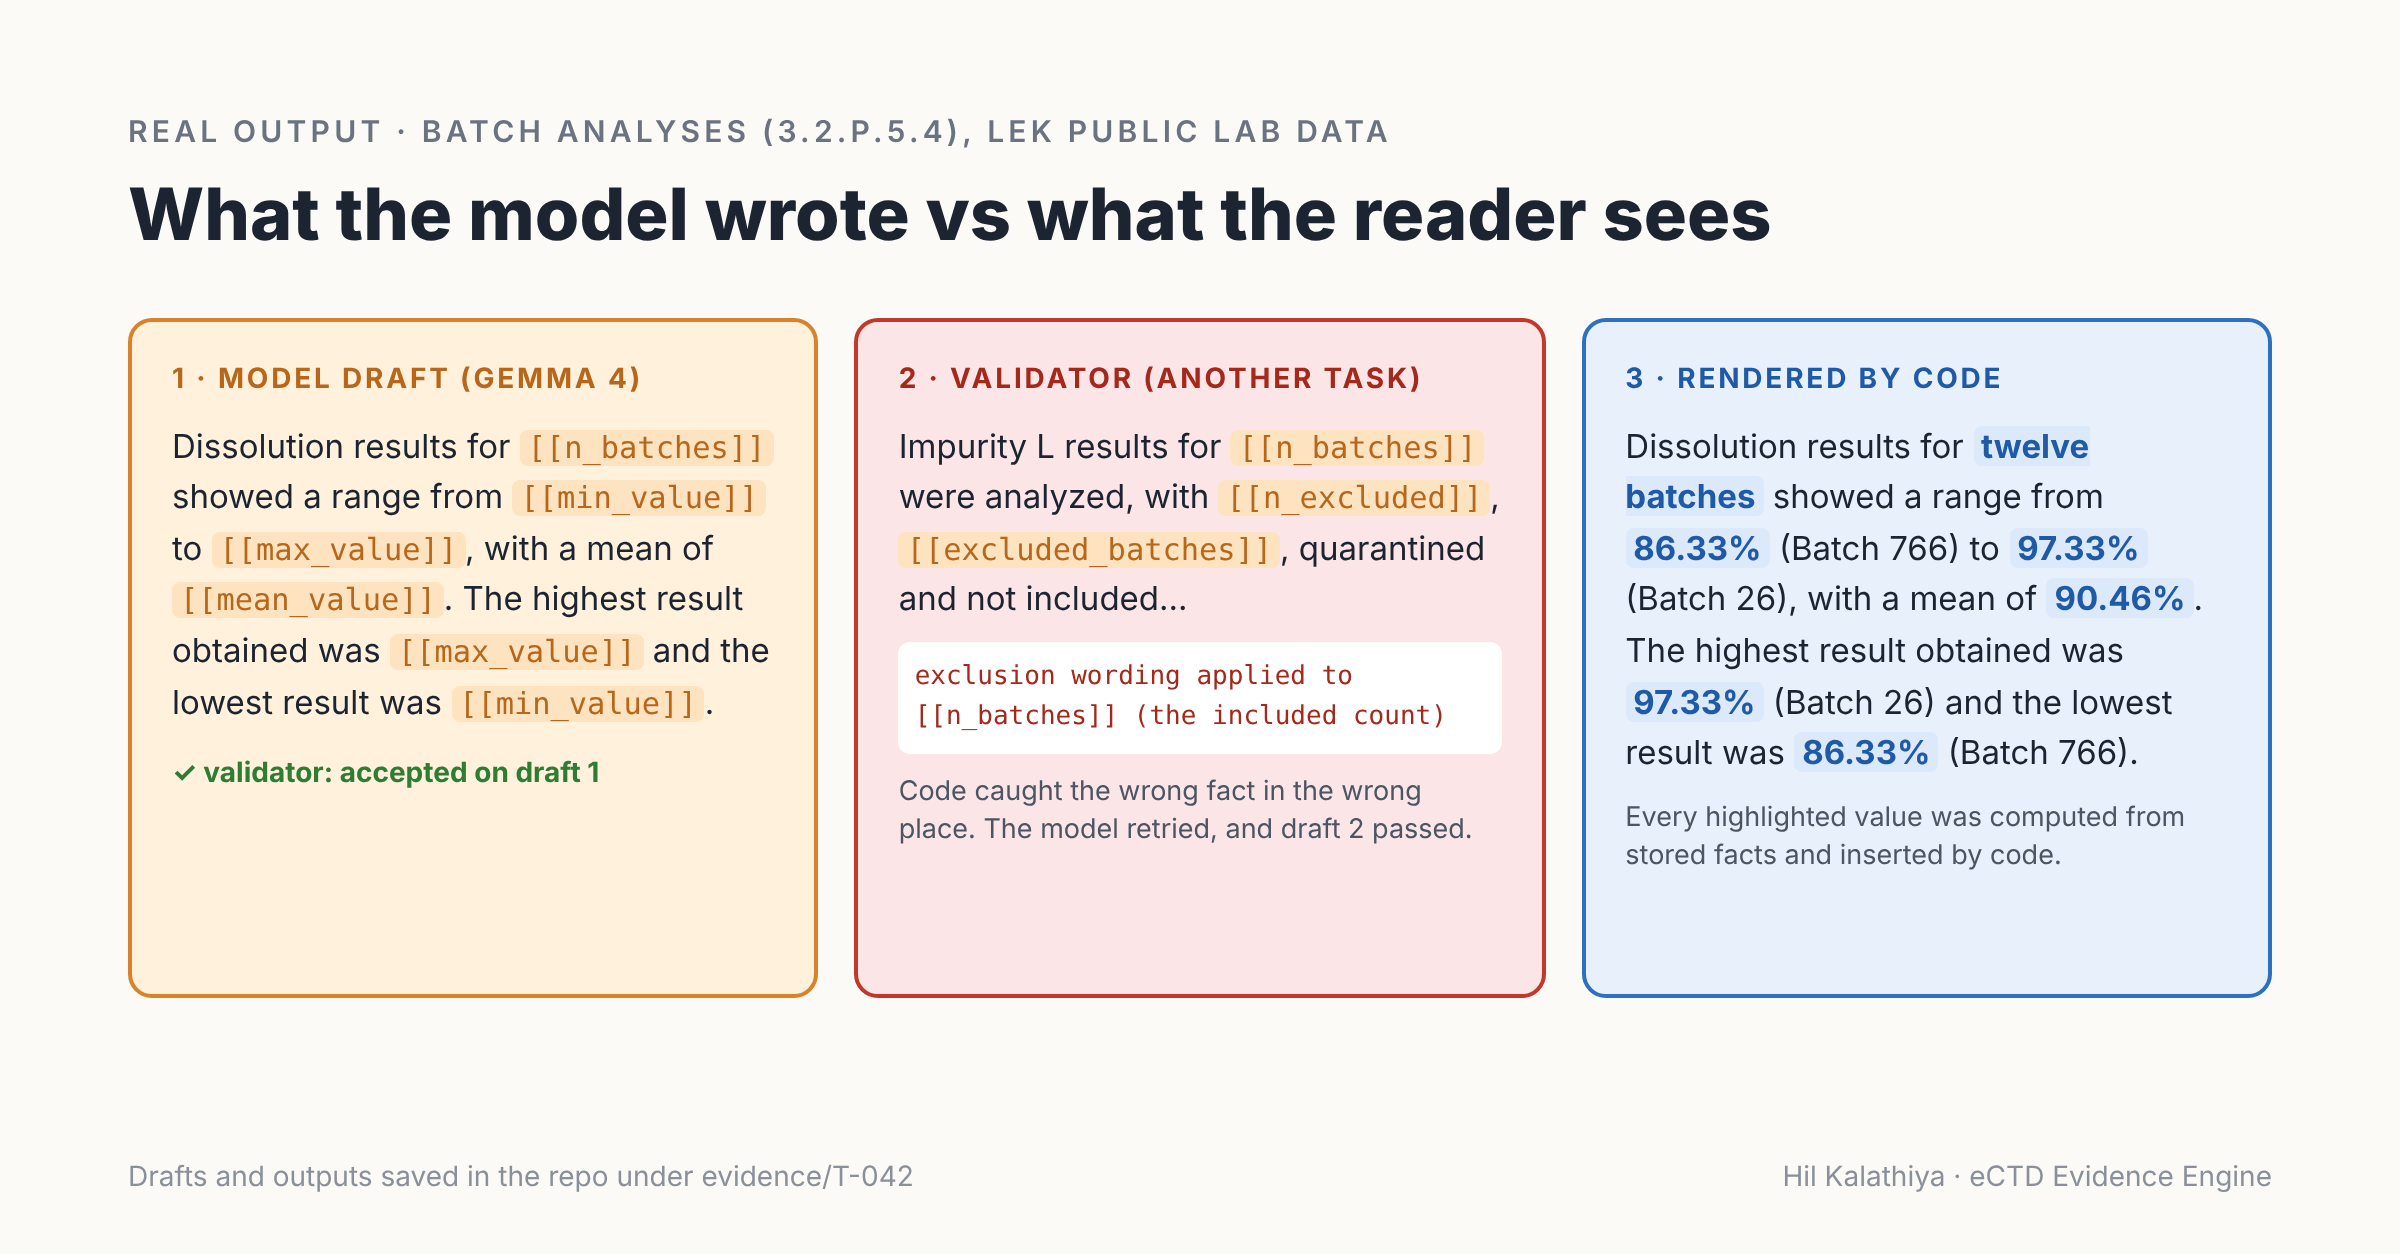 REAL OUTPUT · BATCH ANALYSES (3.2.P.5.4), LEK PUBLIC LAB DATA
What the model wrote vs what the reader sees
1 · MODEL DRAFT (GEMMA 4)
Dissolution results for [[n_batches]]
showed a range from [[min_value]]
to [[max_value]], with a mean of
[[mean_value]]. The highest result
obtained was [[max_value]] and the
lowest result was [[min_value]].
✓ validator: accepted on draft 1
2 · VALIDATOR (ANOTHER TASK)
Impurity L results for [[n_batches]]
were analyzed, with [[n_excluded]],
[[excluded_batches]], quarantined
and not included...
exclusion wording applied to
[[n_batches]] (the included count)
Code caught the wrong fact in the wrong
place. The model retried, and draft 2 passed.
3 · RENDERED BY CODE
Dissolution results for twelve
batches showed a range from
86.33% (Batch 766) to 97.33%
(Batch 26), with a mean of 90.46%.
The highest result obtained was
97.33% (Batch 26) and the lowest
result was 86.33% (Batch 766).
Every highlighted value was computed from
stored facts and inserted by code.
Drafts and outputs saved in the repo under evidence/T-042
Hil Kalathiya · eCTD Evidence Engine